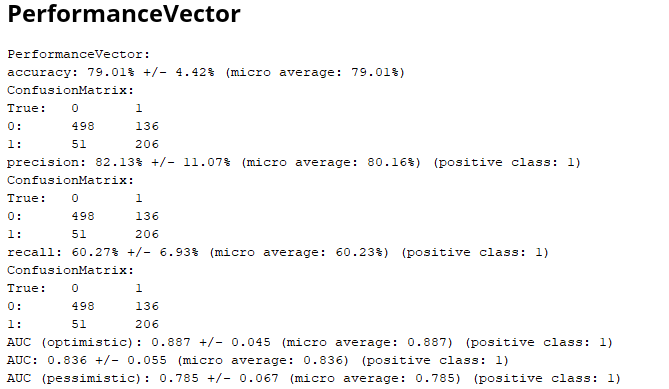 PerformanceVector
PerformanceVector:
accuracy: 79.01% +/- 4.42% (micro average: 79.01%)
ConfusionMatrix:
True: 0 1
0: 498 136
1: 51 206
precision: 82.13% +/- 11.07% (micro average: 80.16%) (positive class: 1)
ConfusionMatrix:
True: 0 1
0: 498 136
1: 51 206
recall: 60.27% +/- 6.93% (micro average: 60.23%) (positive class: 1)
ConfusionMatrix:
True: 0 1
0: 498 136
1: 51 206
AUC (optimistic): 0.887 +/- 0.045 (micro average: 0.887) (positive class: 1)
AUC: 0.836 +/- 0.055 (micro average: 0.836) (positive class: 1)
AUC (pessimistic): 0.785 +/- 0.067 (micro average: 0.785) (positive class: 1)